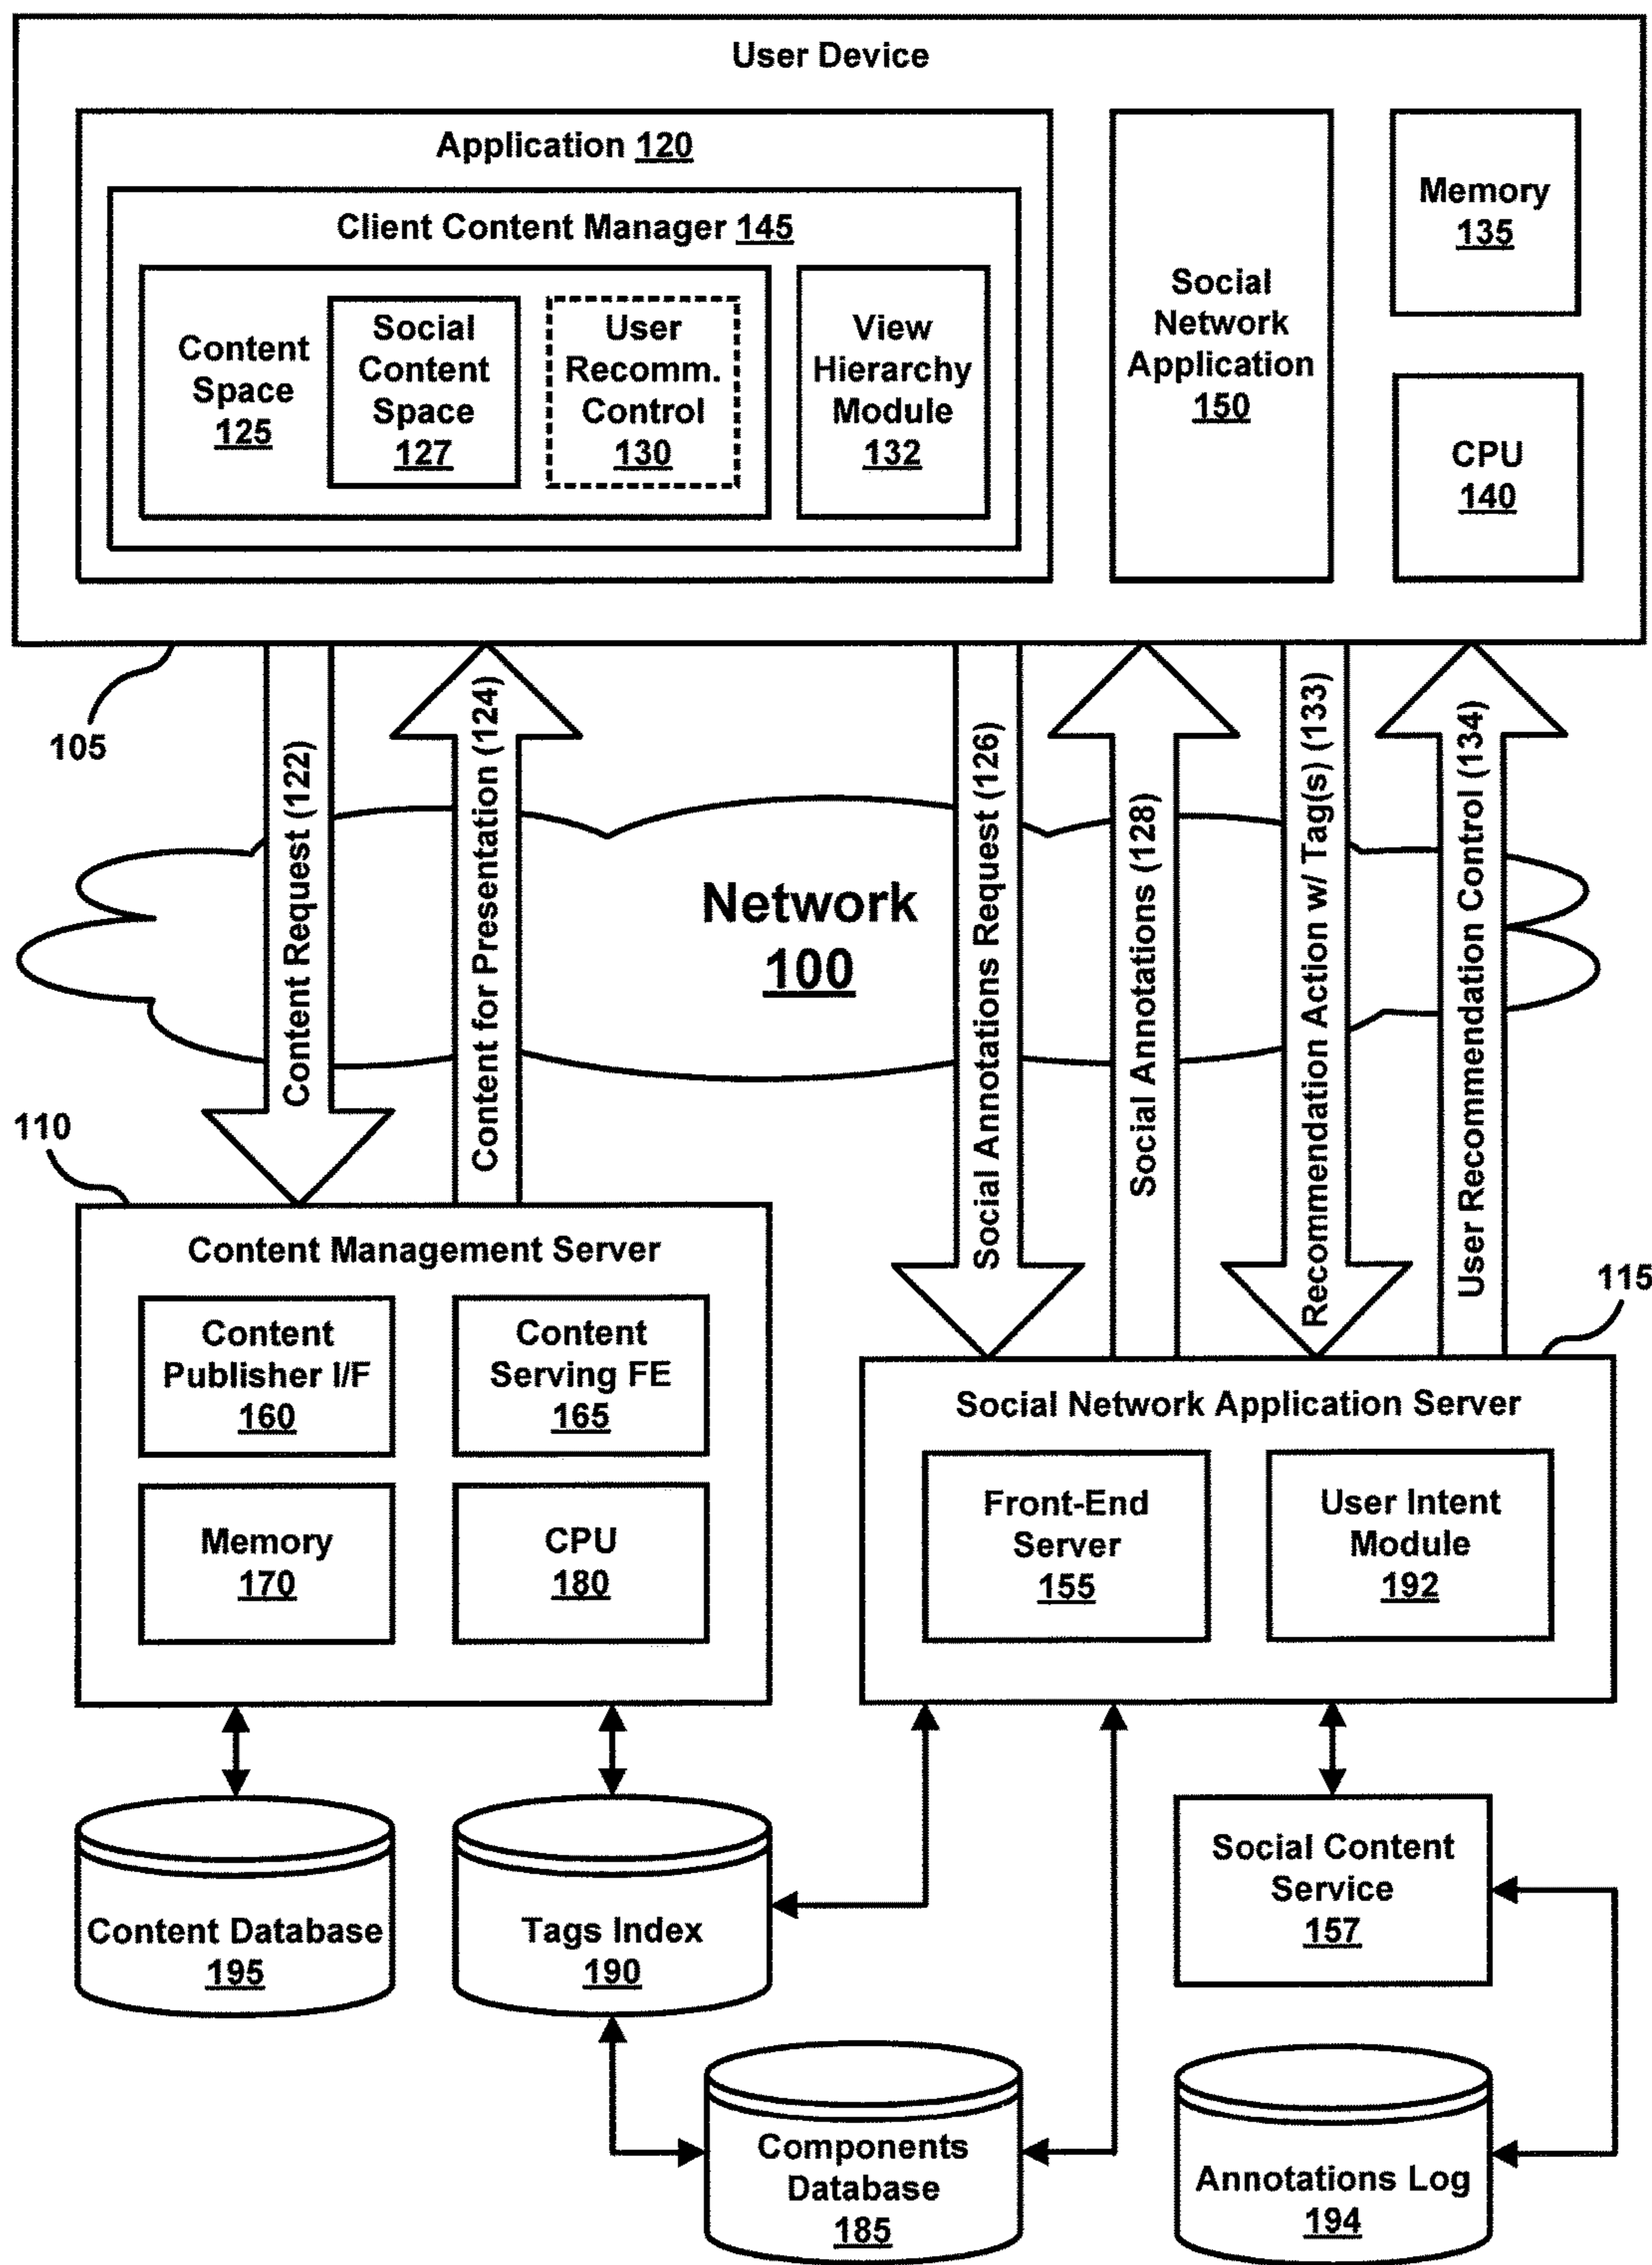 User Device
Application 120
Client Content Manager 145
Content
Space
125
Social
Content
Space
127
User
Recomm.
Control
130
View
Hierarchy
Module
132
Social
Network
Application
150
Memory
135
CPU
140
105
Content Request (122)
Content for Presentation (124)
Social Annotations Request (126)
Social Annotations (128)
Recommendation Action w/ Tag(s) (133)
User Recommendation Control (134)
Network
100
110
115
Content Management Server
Content
Publisher I/F
160
Content
Serving FE
165
Memory
170
CPU
180
Social Network Application Server
Front-End
Server
155
User Intent
Module
192
Content Database
195
Tags Index
190
Social Content
Service
157
Components
Database
185
Annotations Log
194